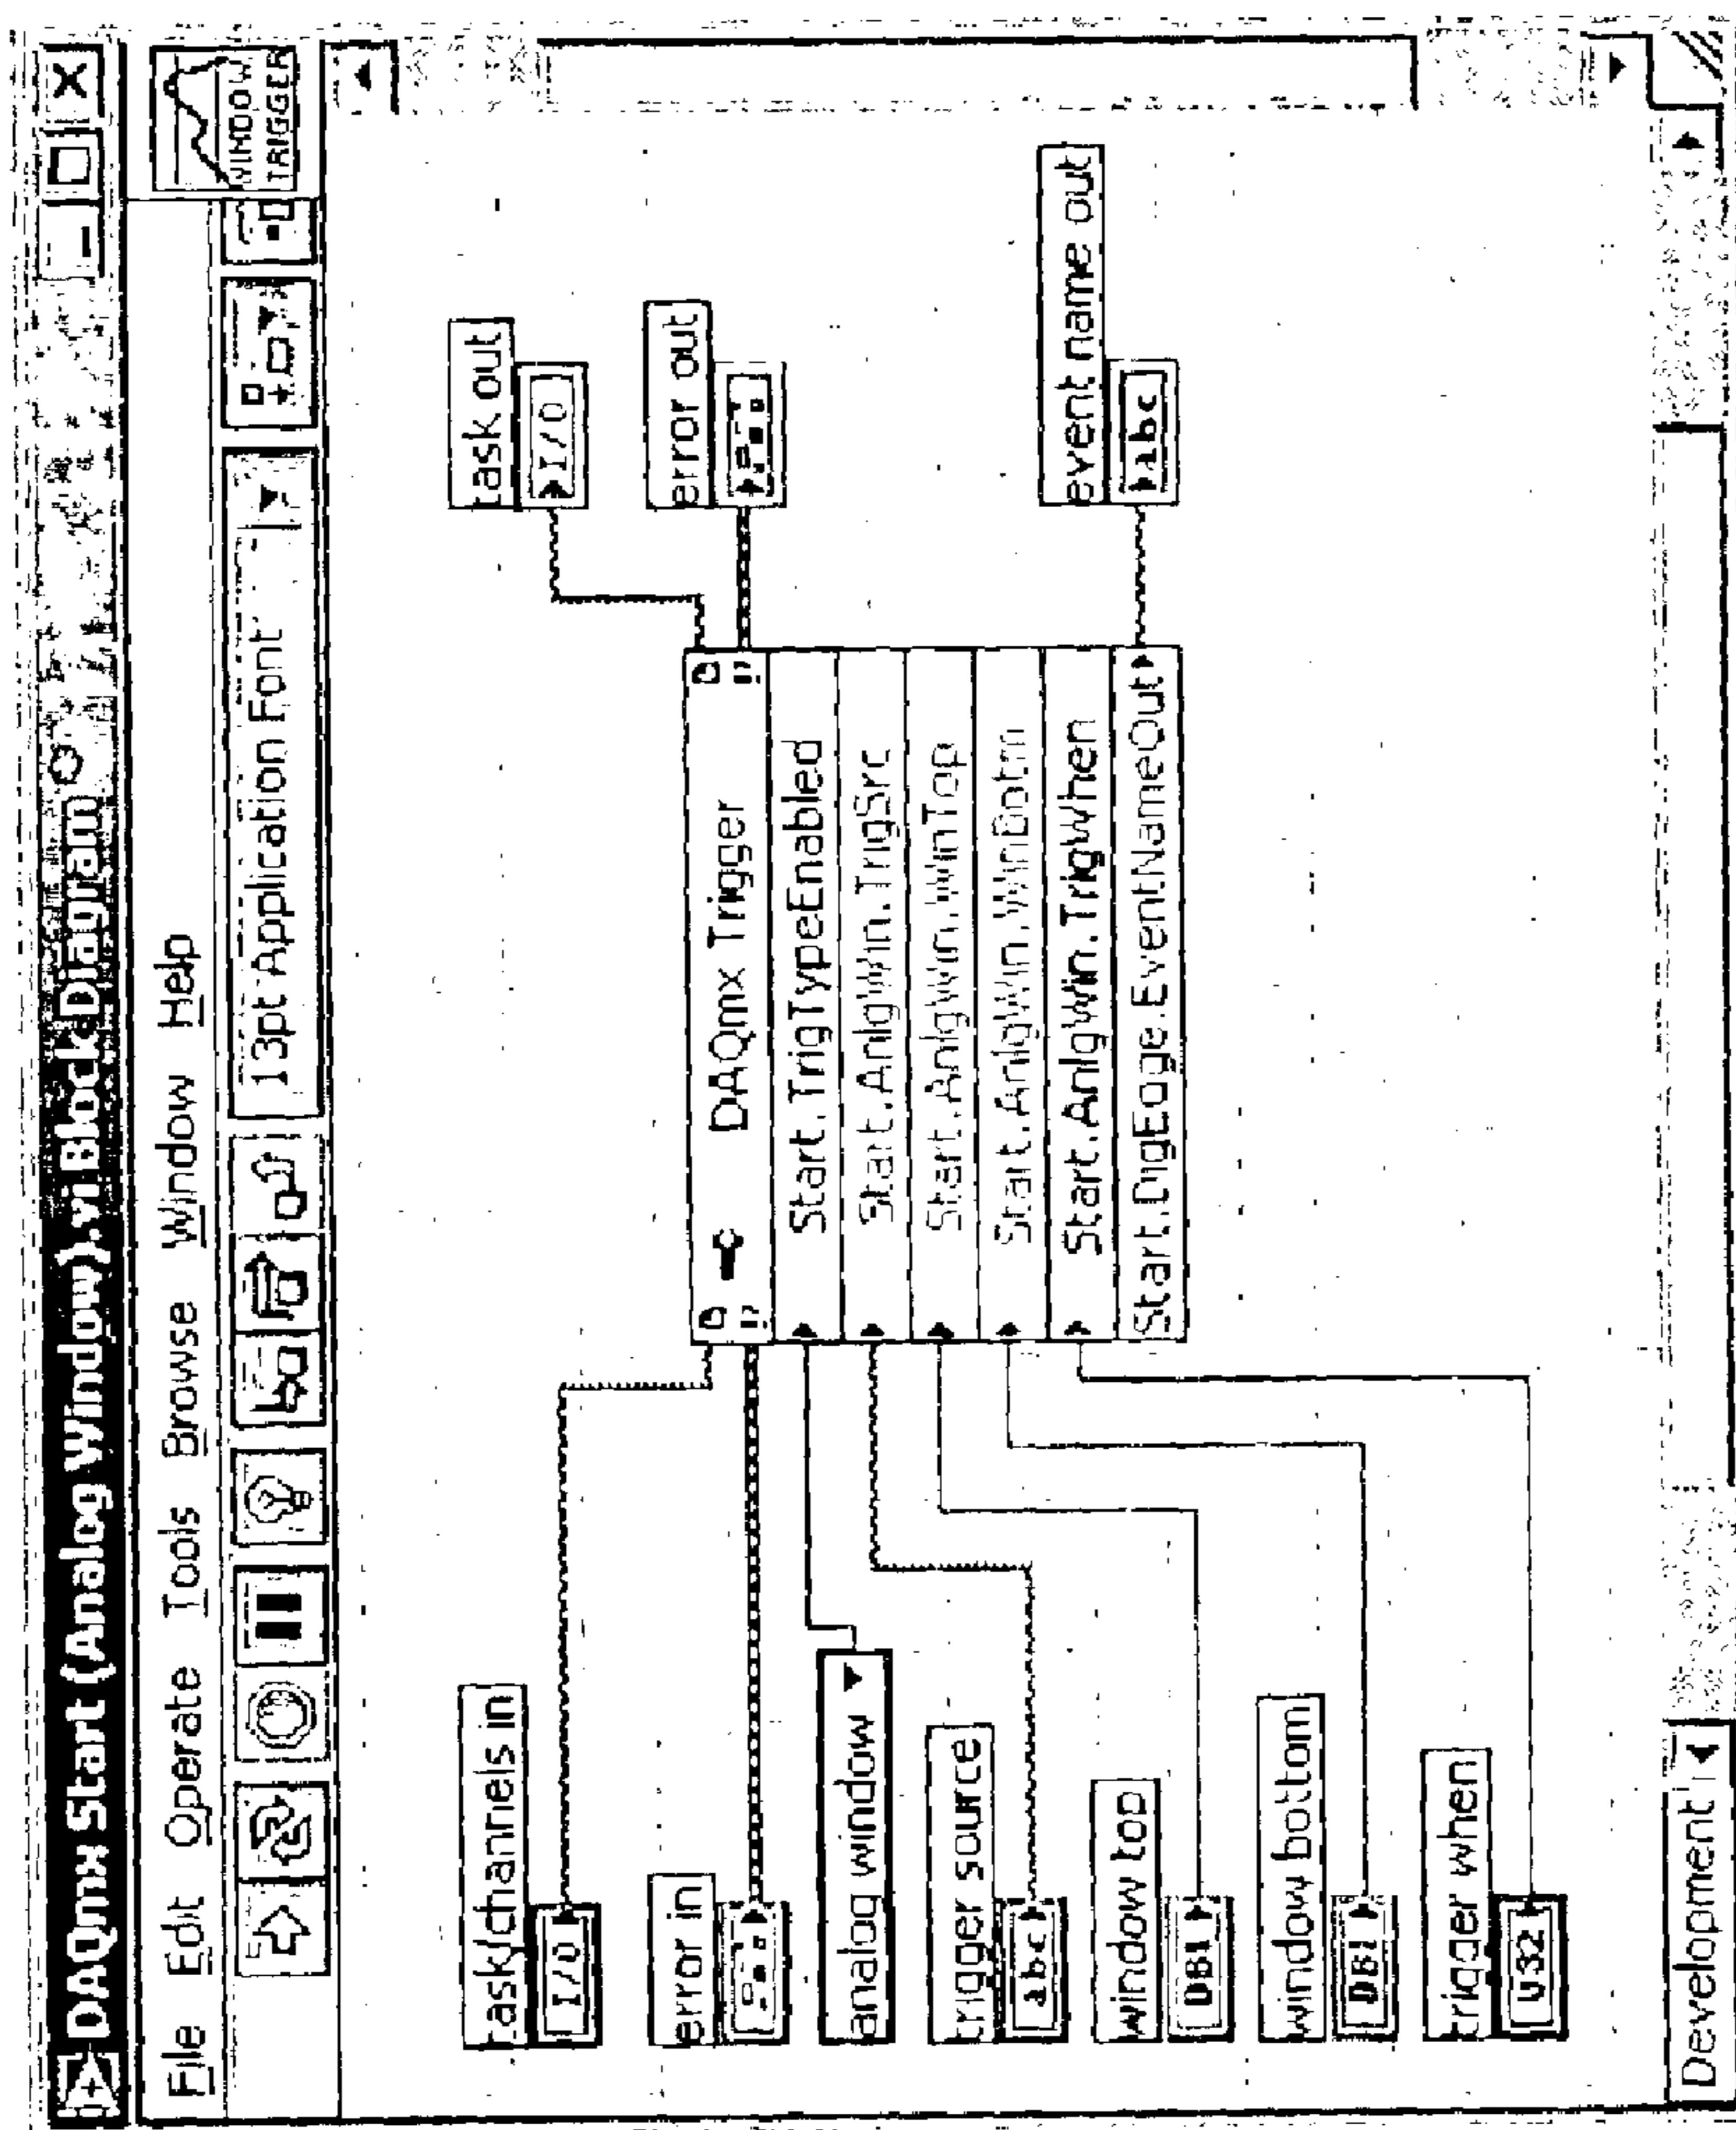 DAQmx Start (Analog Window).vi Block Diagram
File Edit Operate Tools Browse Window Help
13pt Application Font
WINDOW
TRIGGER
task/channels in
I/O
error in
analog window
trigger source
abc
window top
DBL
window bottom
DBL
trigger when
U32
DAQmx Trigger
Start.TrigTypeEnabled
Start.AnlgWin.TrigSrc
Start.AnlgWin.WinTop
Start.AnlgWin.WinBotm
Start.AnlgWin.TrigWhen
Start.DigEdge.EventNameOut
task out
I/O
error out
event name out
abc
Development